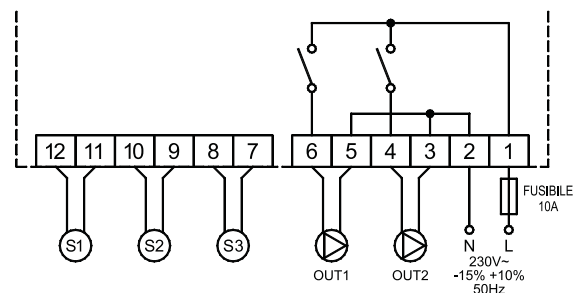 12 11 10 9 8 7 6 5 4 3 2 1
FUSIBILE
10A
S1 S2 S3
N L
OUT1 OUT2
230V~
-15% +10%
50Hz